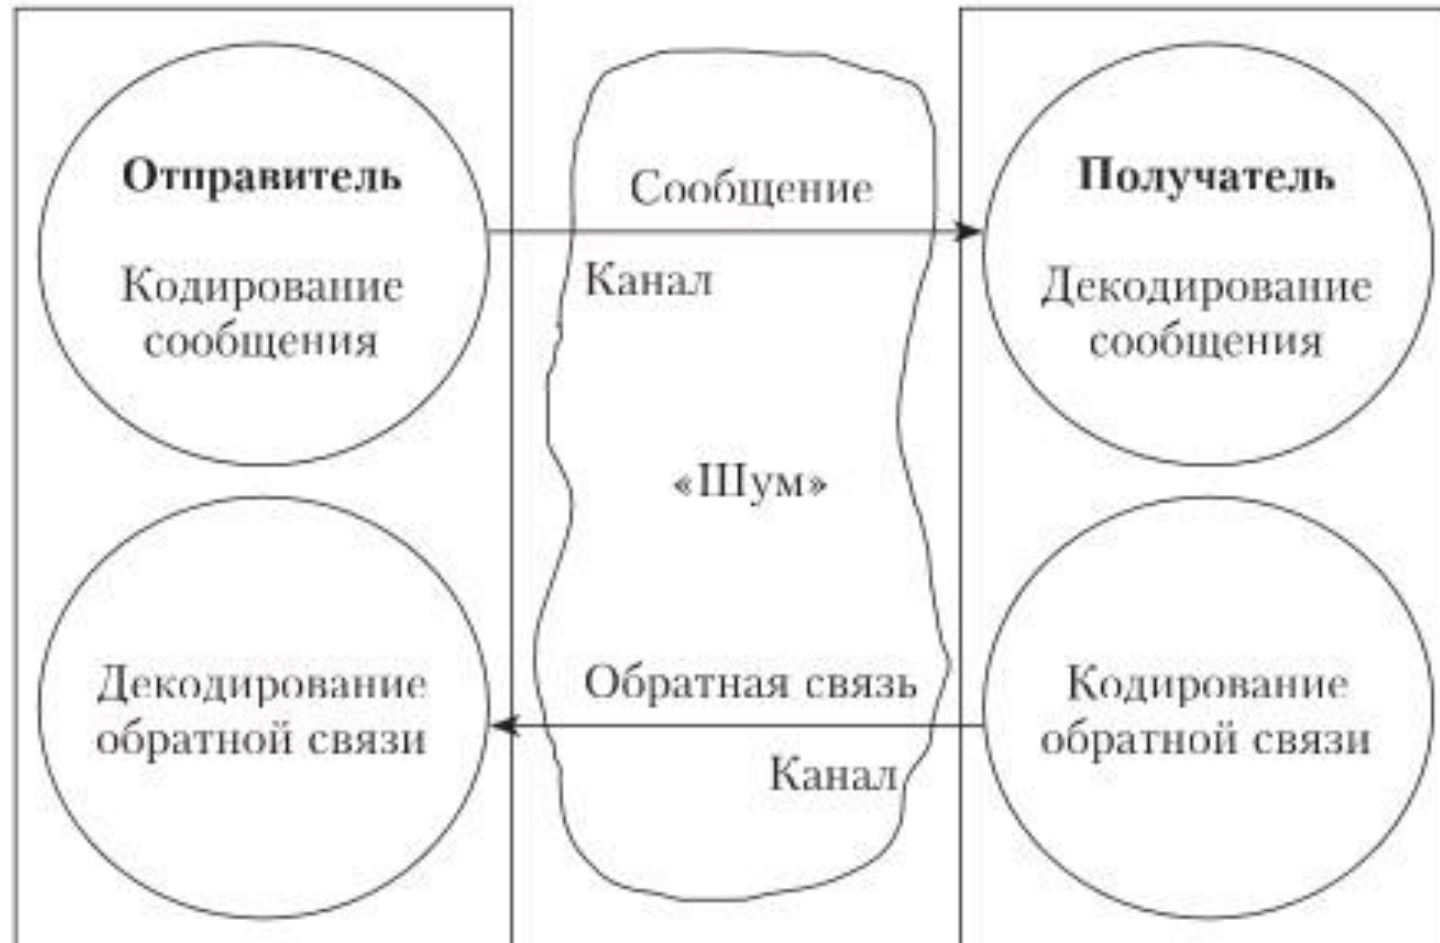 Отправитель
Кодирование
сообщения
Сообщение
Канал
Получатель
Декодирование
сообщения
«Шум»
Декодирование
обратной связи
Обратная связь
Канал
Кодирование
обратной связи